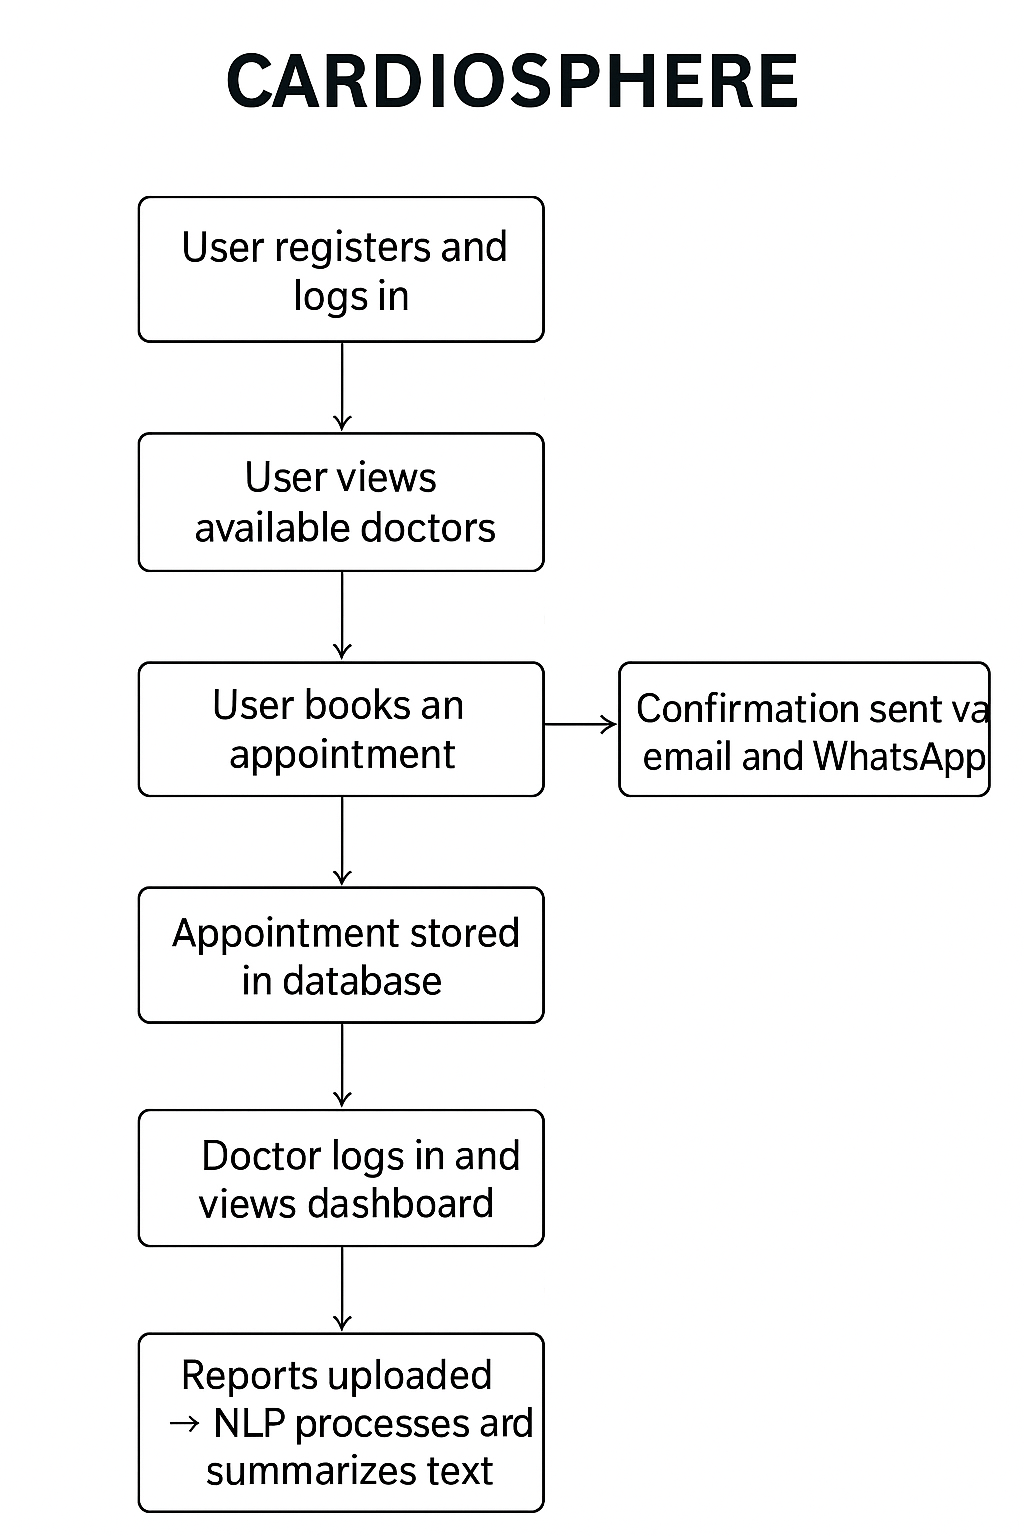 CARDIOSPHERE
User registers and
logs in
User views
available doctors
User books an
appointment
Confirmation sent va
email and WhatsApp
Appointment stored
in database
Doctor logs in and
views dashboard
Reports uploaded
→ NLP processes ard
summarizes text